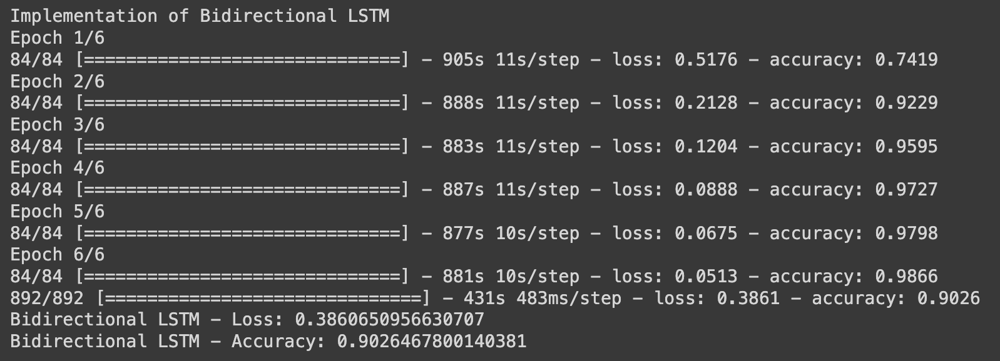 Implementation of Bidirectional LSTM
Epoch 1/6
84/84 [==============================] - 905s 11s/step - loss: 0.5176 - accuracy: 0.7419
Epoch 2/6
84/84 [==============================] - 888s 11s/step - loss: 0.2128 - accuracy: 0.9229
Epoch 3/6
84/84 [==============================] - 883s 11s/step - loss: 0.1204 - accuracy: 0.9595
Epoch 4/6
84/84 [==============================] - 887s 11s/step - loss: 0.0888 - accuracy: 0.9727
Epoch 5/6
84/84 [==============================] - 877s 10s/step - loss: 0.0675 - accuracy: 0.9798
Epoch 6/6
84/84 [==============================] - 881s 10s/step - loss: 0.0513 - accuracy: 0.9866
892/892 [==============================] - 431s 483ms/step - loss: 0.3861 - accuracy: 0.9026
Bidirectional LSTM - Loss: 0.3860650956630707
Bidirectional LSTM - Accuracy: 0.9026467800140381